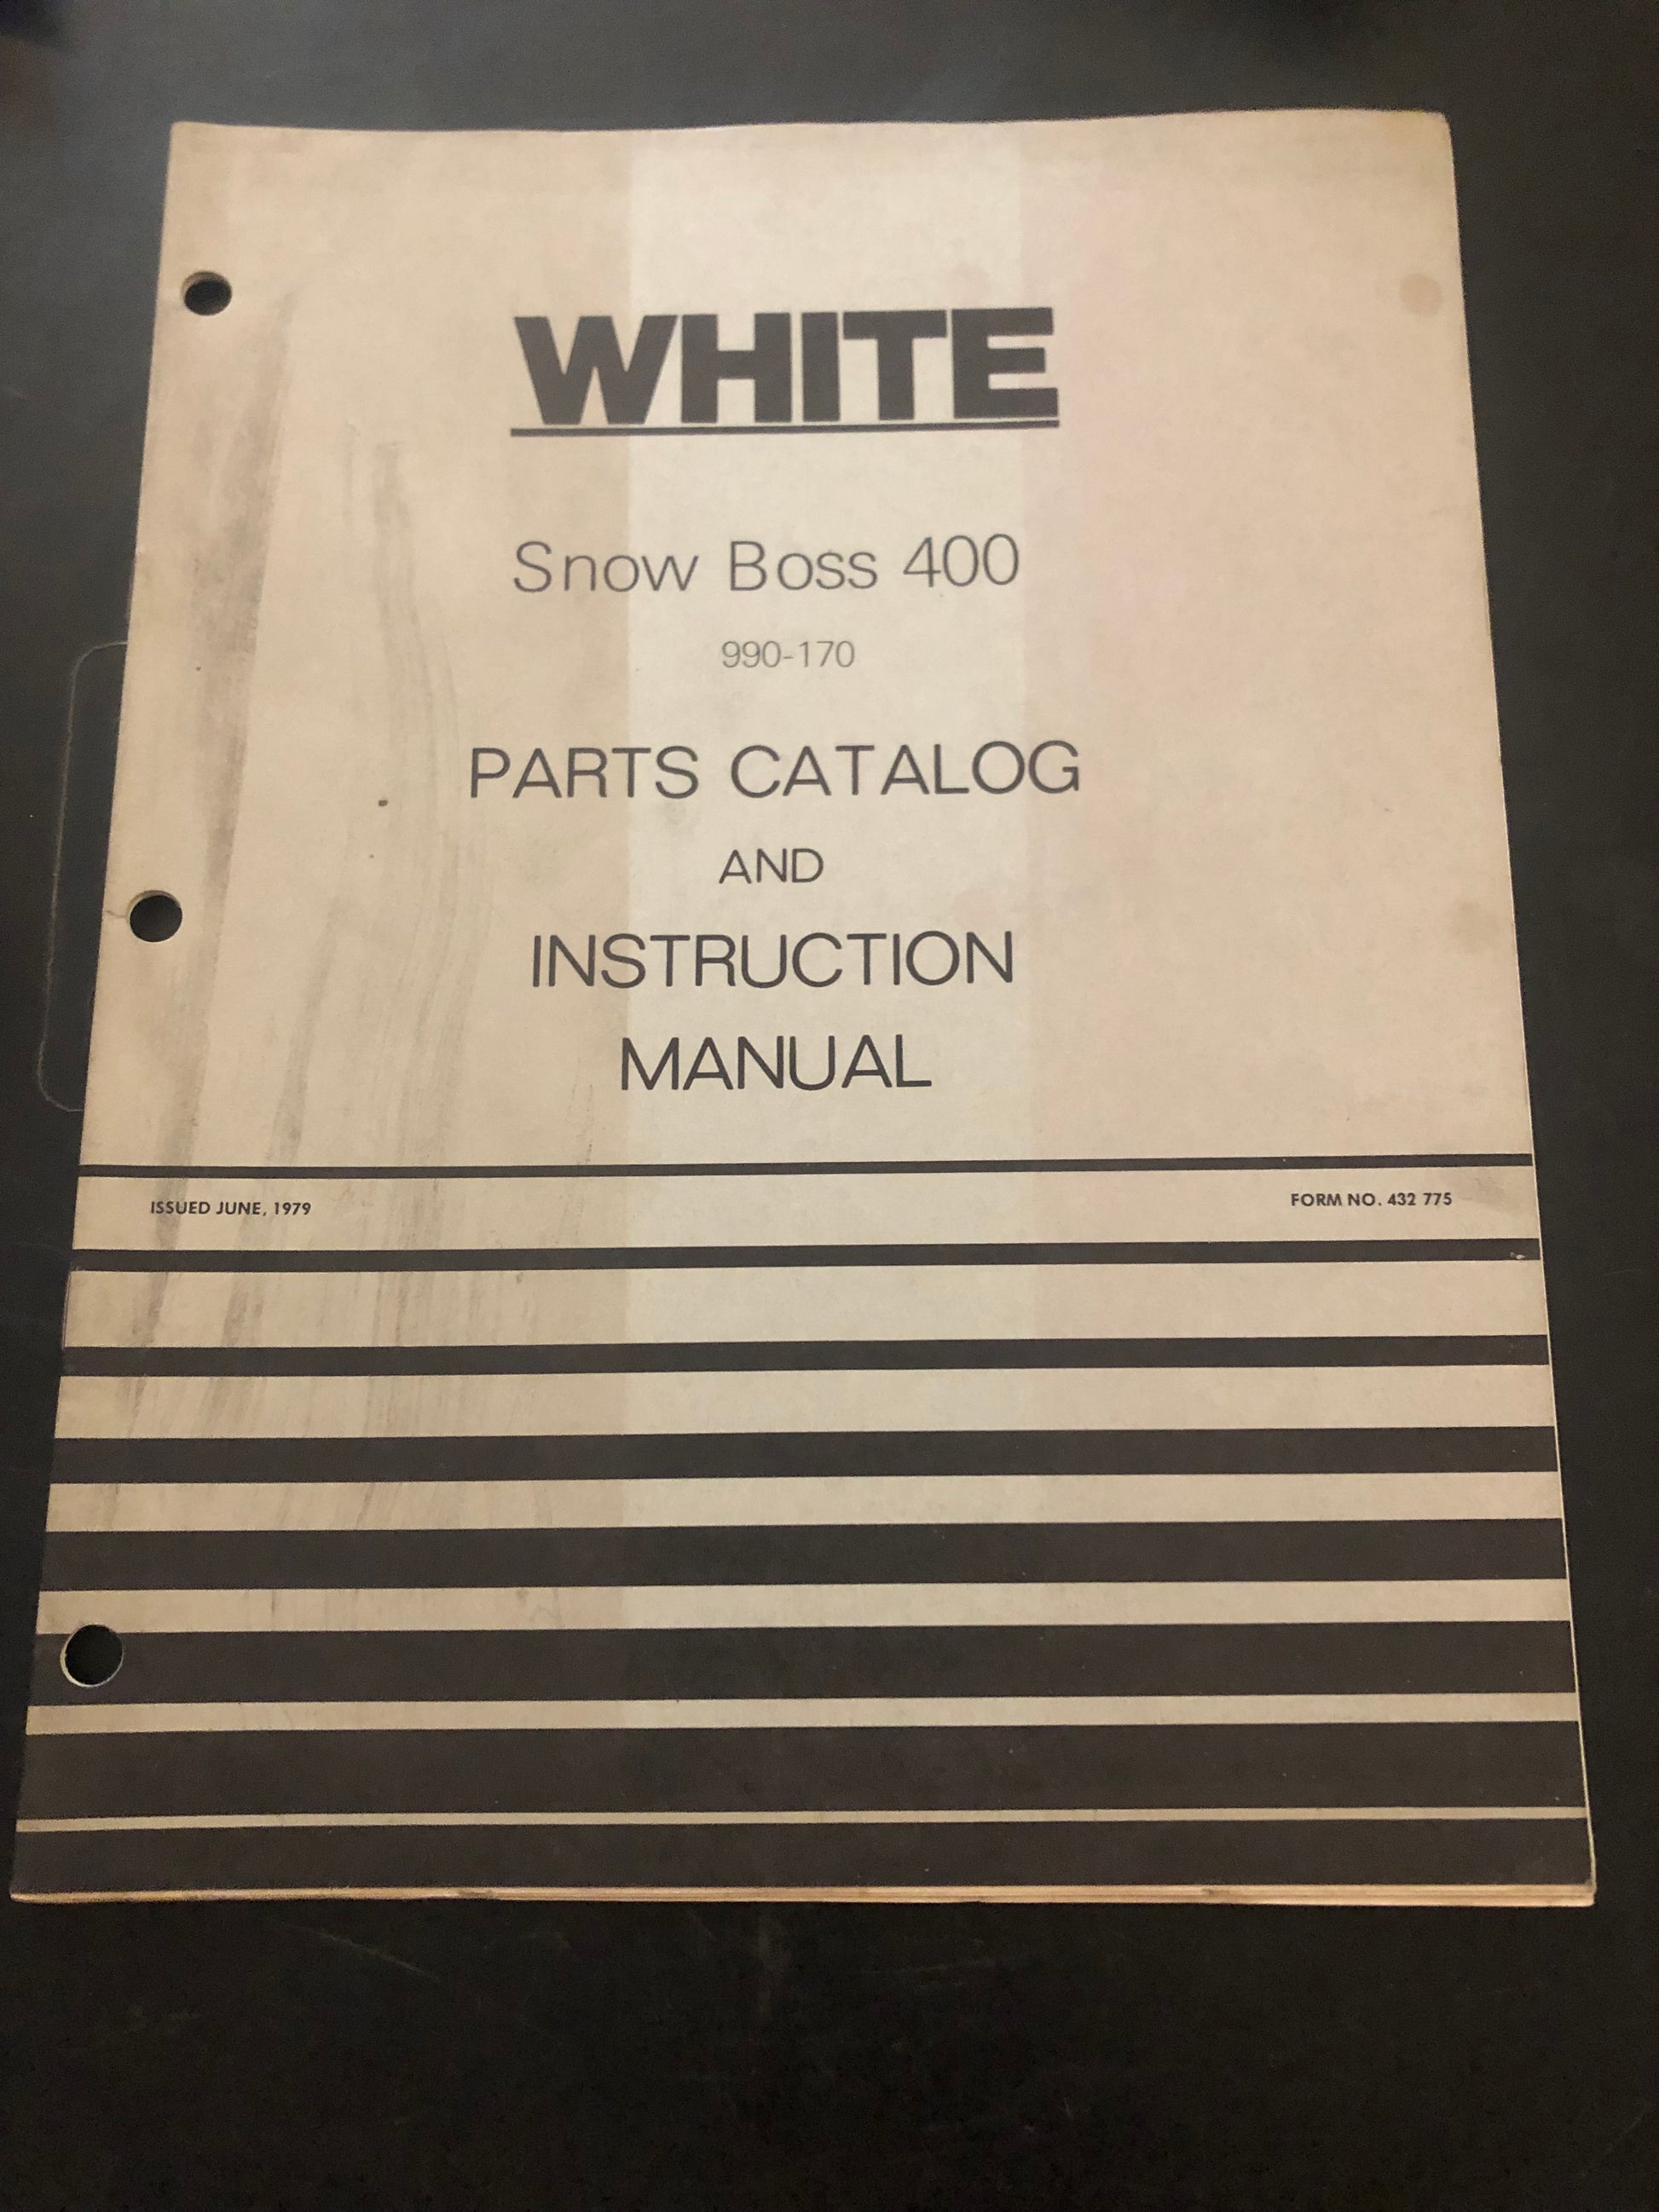 WHITE
Snow Boss 400
990-170
PARTS CATALOG
AND
INSTRUCTION
MANUAL
ISSUED JUNE, 1979 FORM NO. 432 775